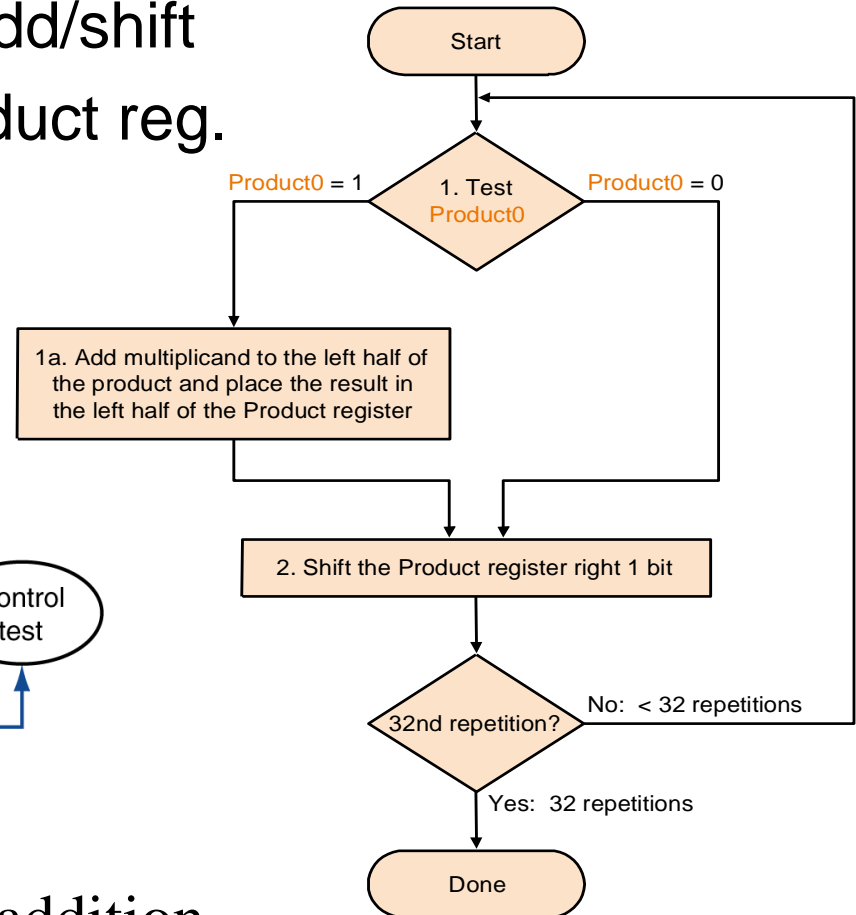 dd/shift
duct reg.
Start
Product0 = 1
1. Test
Product0
Product0 = 0
1a. Add multiplicand to the left half of
the product and place the result in
the left half of the Product register
2. Shift the Product register right 1 bit
ontrol
test
32nd repetition?
No: < 32 repetitions
Yes: 32 repetitions
Done
addition